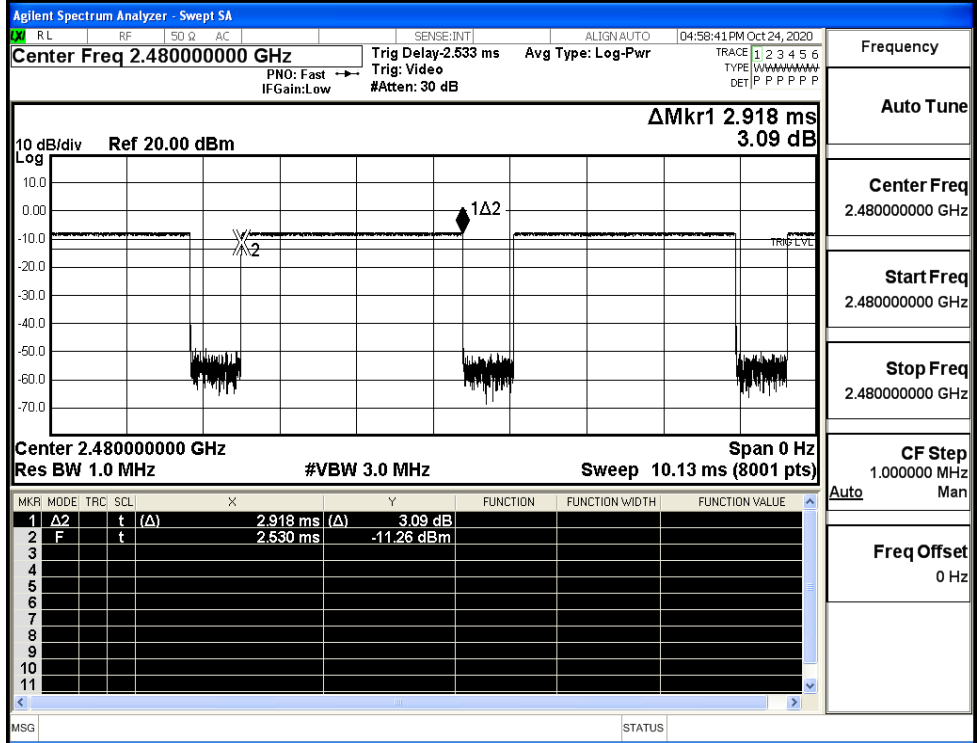 Agilent Spectrum Analyzer - Swept SA
LXI RL RF 50 Ω AC SENSE:INT ALIGN AUTO 04:58:41 PM Oct 24, 2020
Center Freq 2.480000000 GHz
PNO: Fast
IFGain:Low
Trig Delay-2.533 ms
Trig: Video
#Atten: 30 dB
Avg Type: Log-Pwr
TRACE 1 2 3 4 5 6
TYPE WWWWWW
DET P P P P P P
ΔMkr1 2.918 ms
3.09 dB
10 dB/div Ref 20.00 dBm
Log
10.0
0.00
-10.0
-20.0
-30.0
-40.0
-50.0
-60.0
-70.0
1Δ2
2
TRIG LVL
Center 2.480000000 GHz Span 0 Hz
Res BW 1.0 MHz #VBW 3.0 MHz Sweep 10.13 ms (8001 pts)
MKR MODE TRC SCL X Y FUNCTION FUNCTION WIDTH FUNCTION VALUE
1 Δ2 t (Δ) 2.918 ms (Δ) 3.09 dB
2 F t 2.530 ms -11.26 dBm
3
4
5
6
7
8
9
10
11
MSG STATUS
Frequency
Auto Tune
Center Freq
2.480000000 GHz
Start Freq
2.480000000 GHz
Stop Freq
2.480000000 GHz
CF Step
1.000000 MHz
Auto Man
Freq Offset
0 Hz